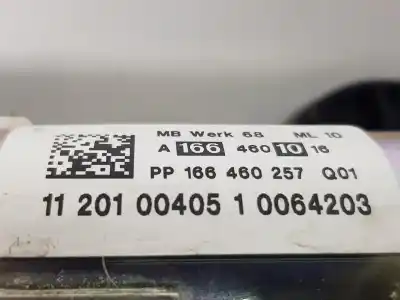 MB Werk 68 ML 10
A 166 460 10 16
PP 166 460 257 Q01
11 201 00405 1 0064203